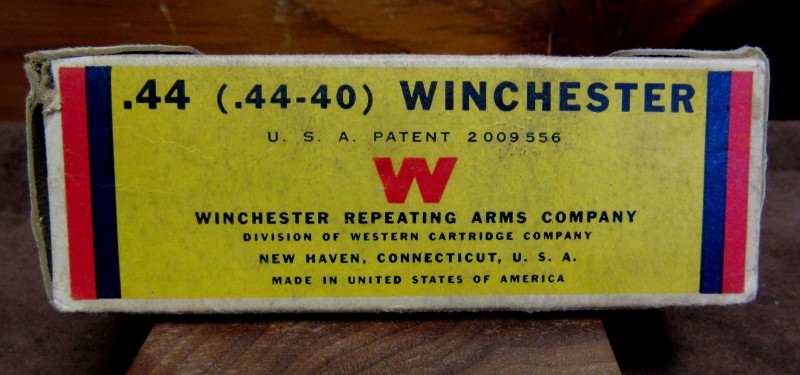 .44 (.44-40) WINCHESTER
U. S. A. PATENT 2009556
W
WINCHESTER REPEATING ARMS COMPANY
DIVISION OF WESTERN CARTRIDGE COMPANY
NEW HAVEN, CONNECTICUT, U. S. A.
MADE IN UNITED STATES OF AMERICA